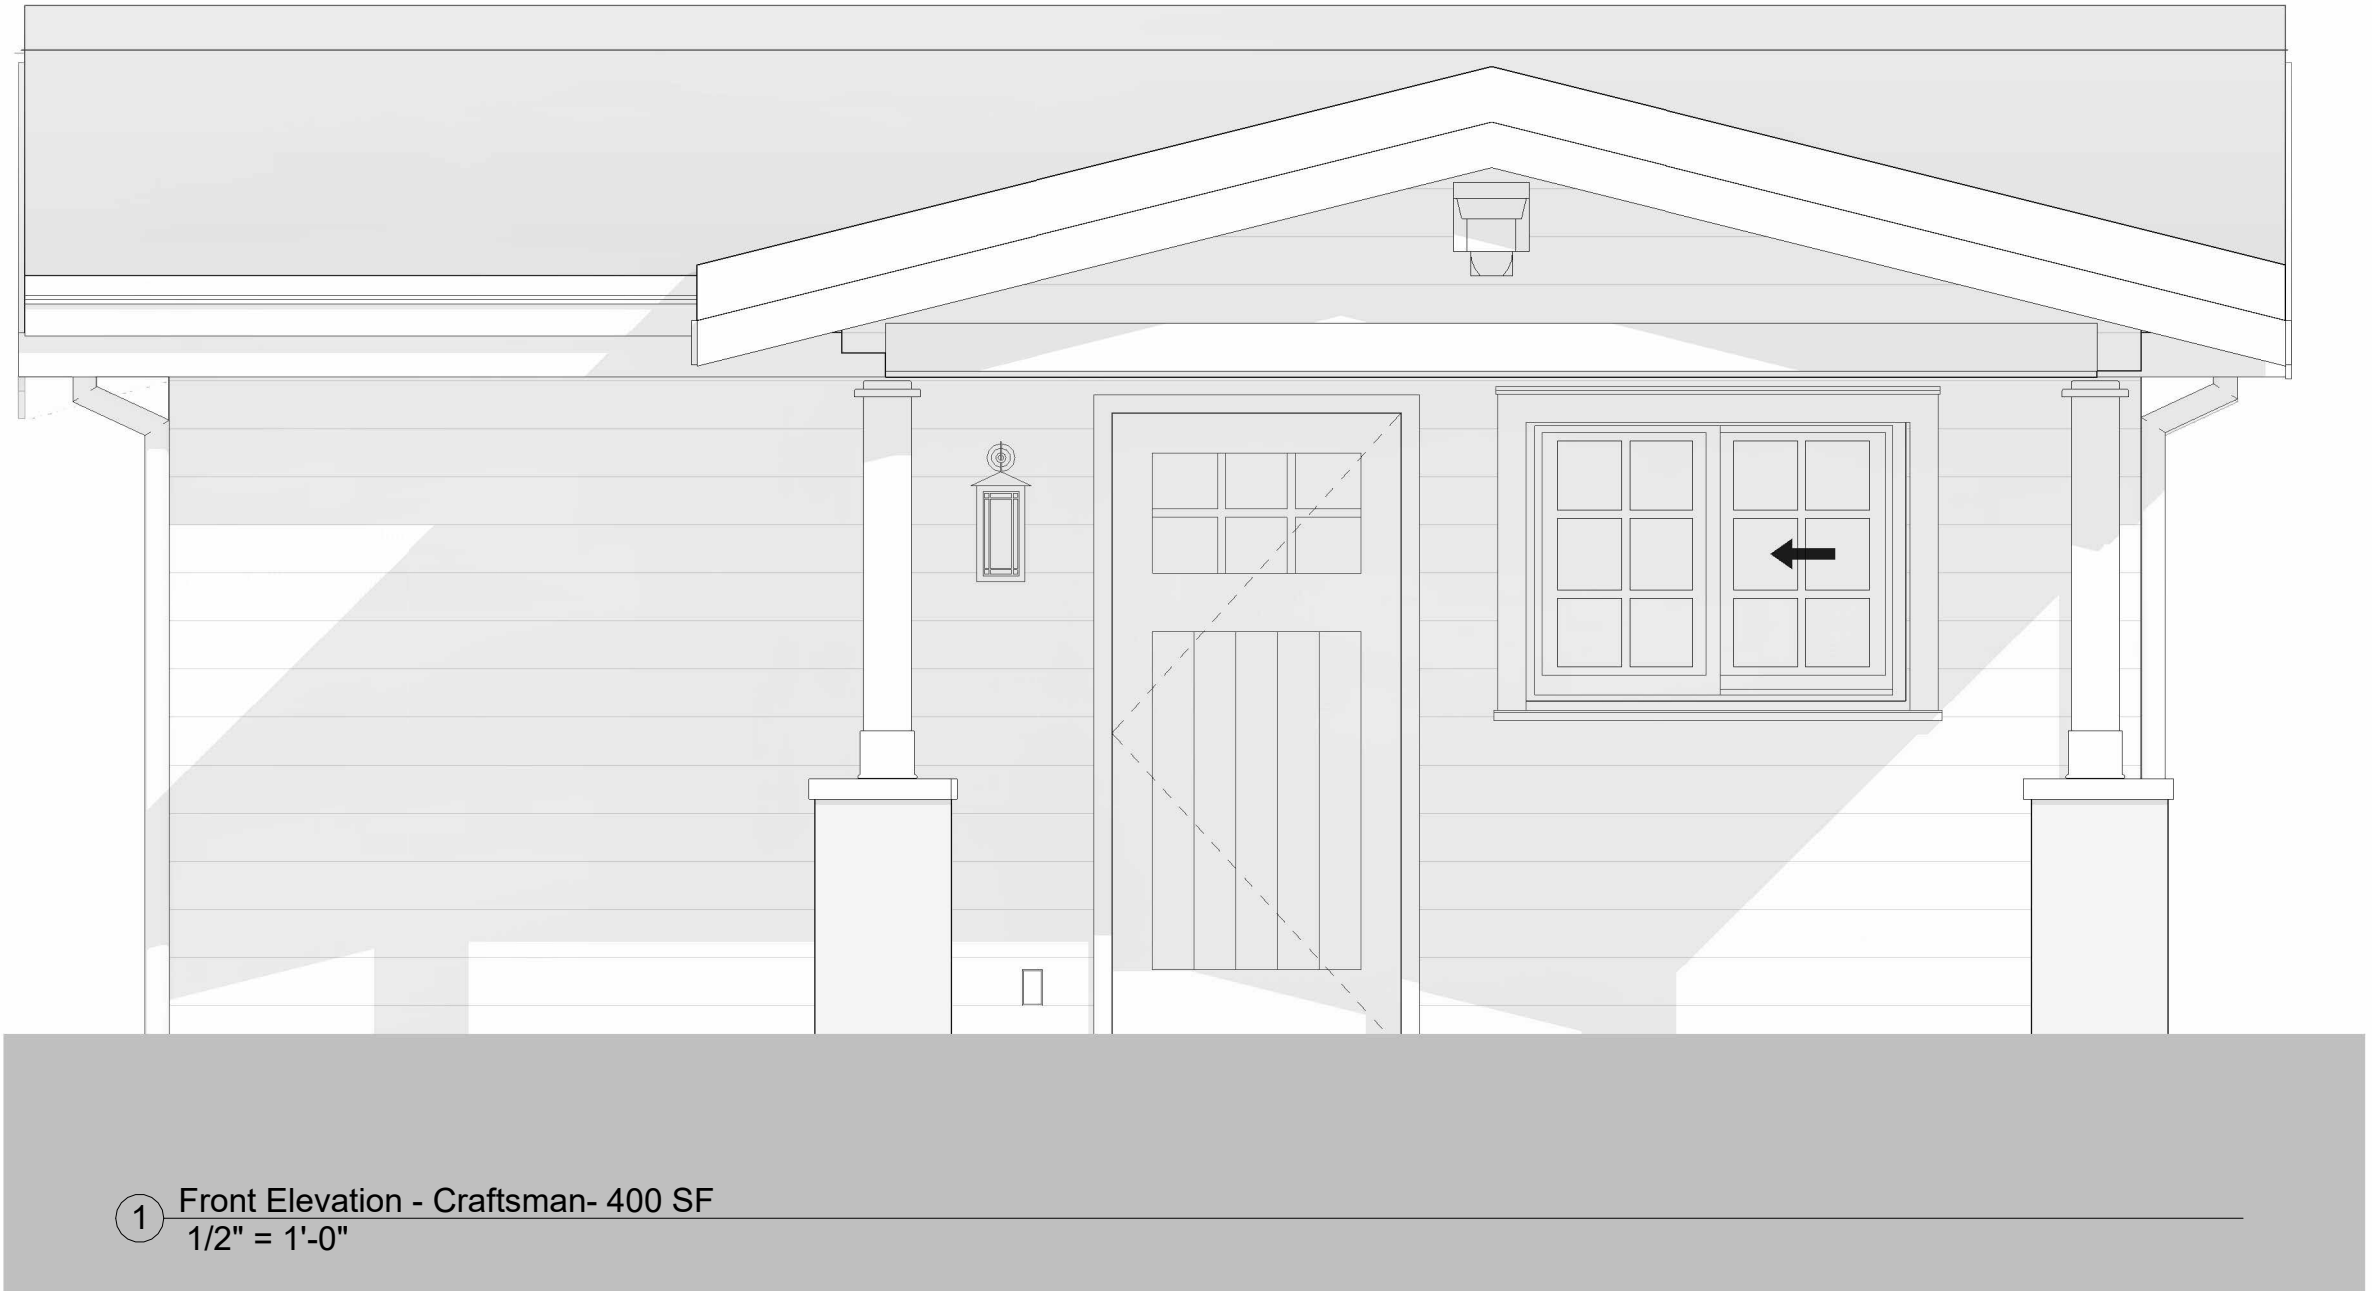 1
Front Elevation - Craftsman- 400 SF
1/2" = 1'-0"